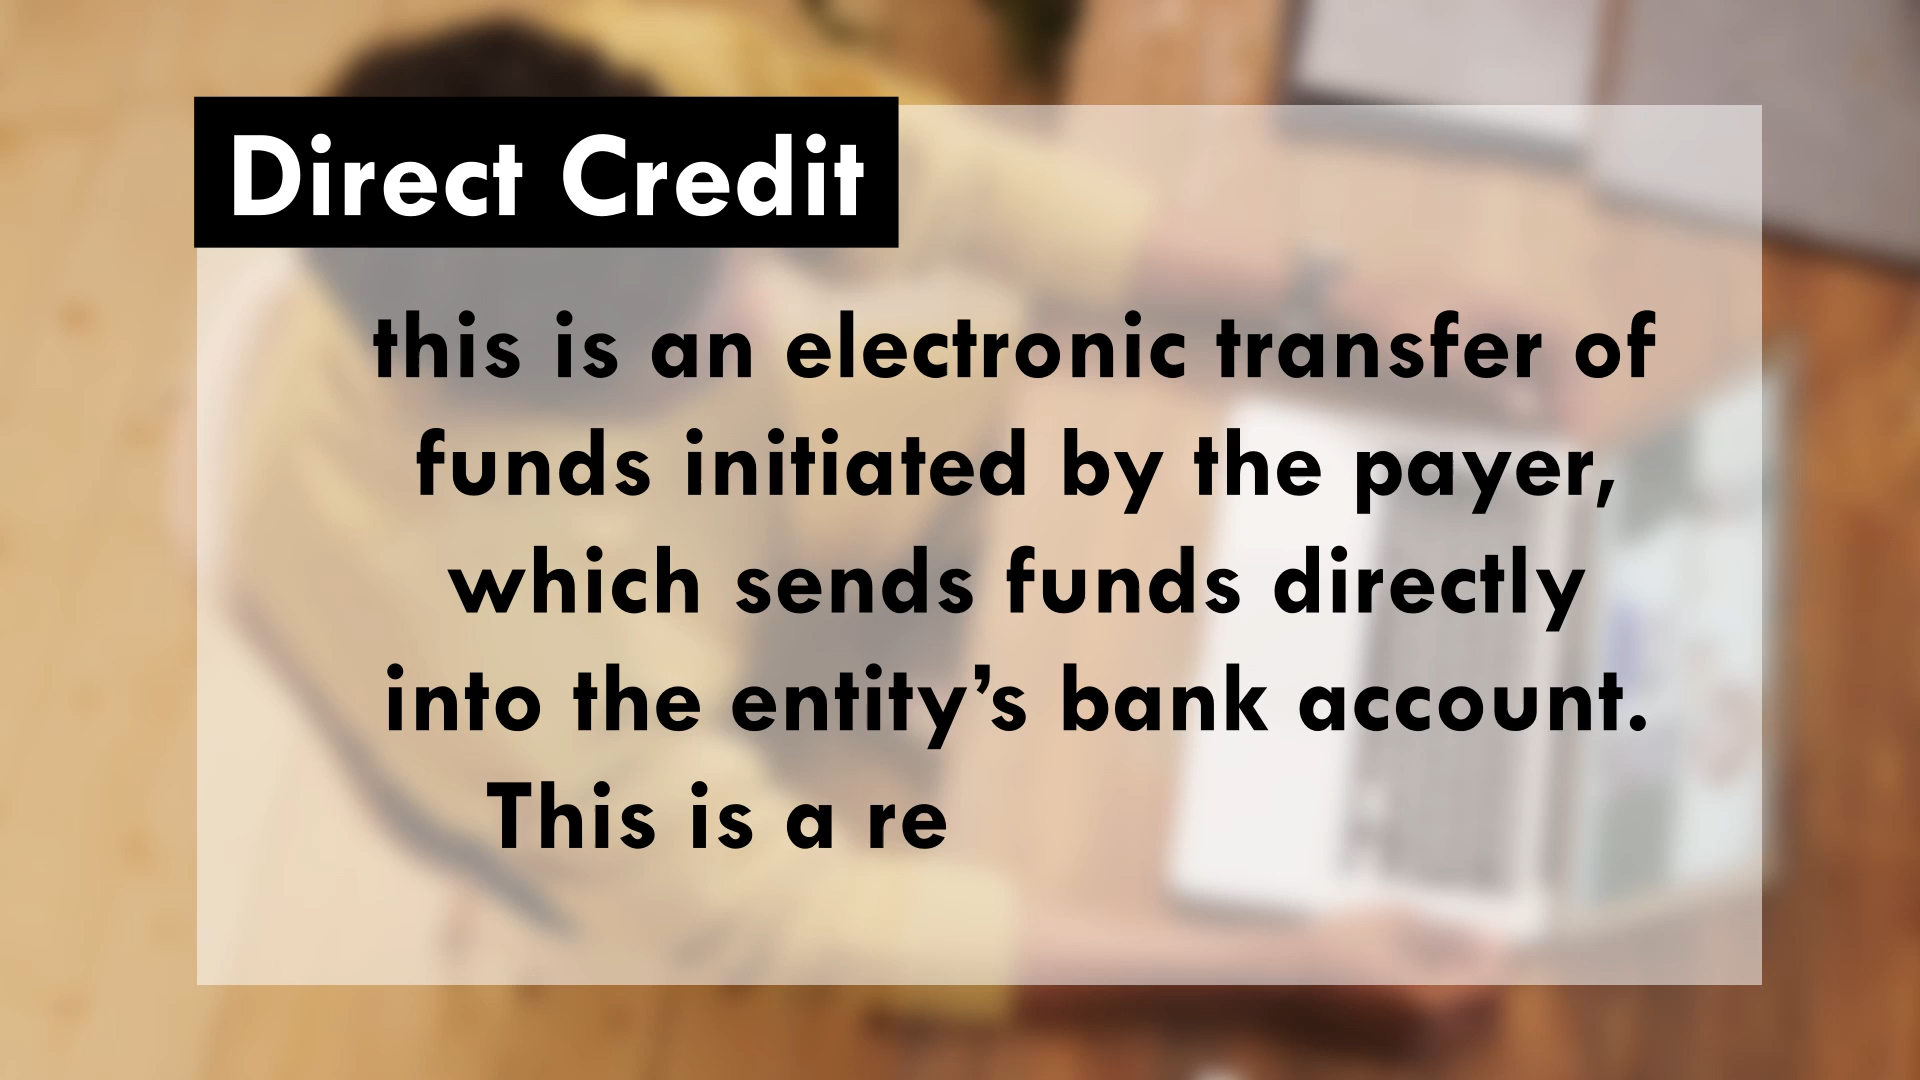 Direct Credit
this is an electronic transfer of
funds initiated by the payer,
which sends funds directly
into the entity’s bank account.
This is a re